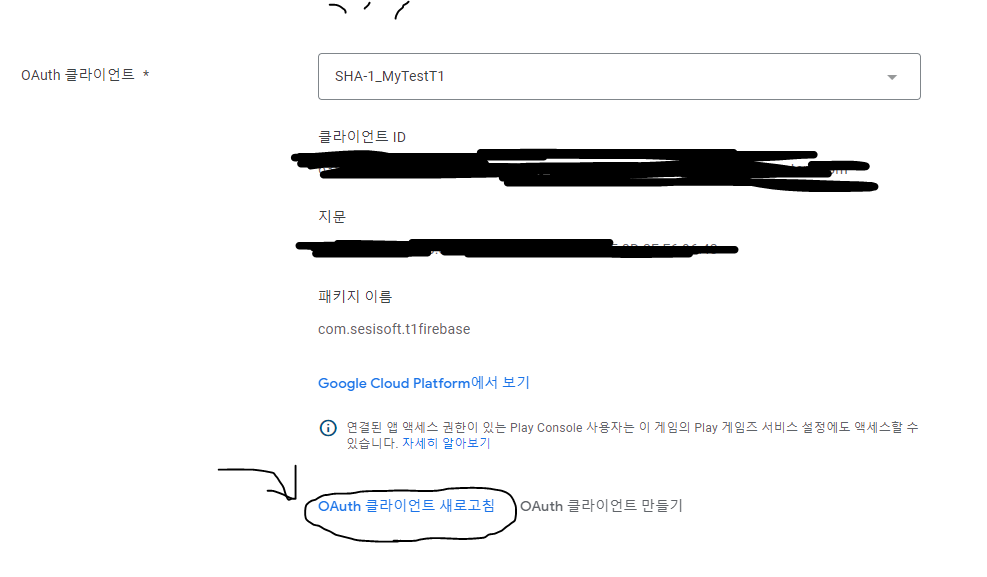 OAuth 클라이언트 *
SHA-1_MyTestT1
클라이언트 ID
지문
패키지 이름
com.sesisoft.t1firebase
Google Cloud Platform에서 보기
연결된 앱 액세스 권한이 있는 Play Console 사용자는 이 게임의 Play 게임즈 서비스 설정에도 액세스할 수
있습니다. 자세히 알아보기
OAuth 클라이언트 새로고침 OAuth 클라이언트 만들기